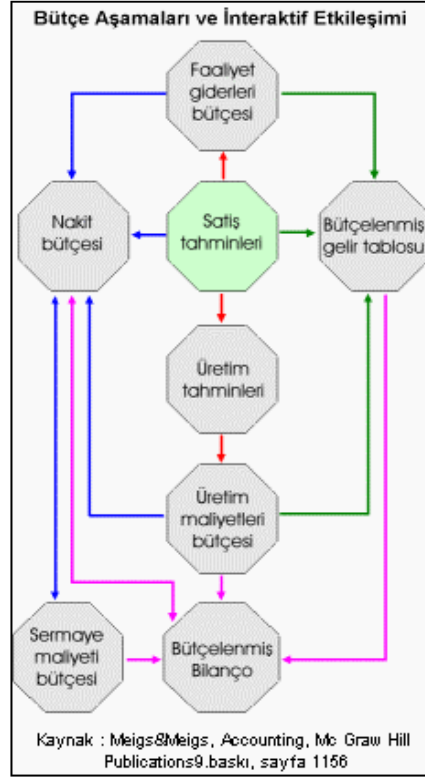 Bütçe Aşamaları ve İnteraktif Etkileşimi
Faaliyet
giderleri
bütçesi
Nakit
bütçesi
Satiş
tahminleri
Bütçelenmiş
gelir tablosu
Üretim
tahminleri
Üretim
maliyetleri
bütçesi
Sermaye
maliyeti
bütçesi
Bütçelenmiş
Bilanço
Kaynak : Meigs&Meigs, Accounting, Mc Graw Hill
Publications9.baskı, sayfa 1156